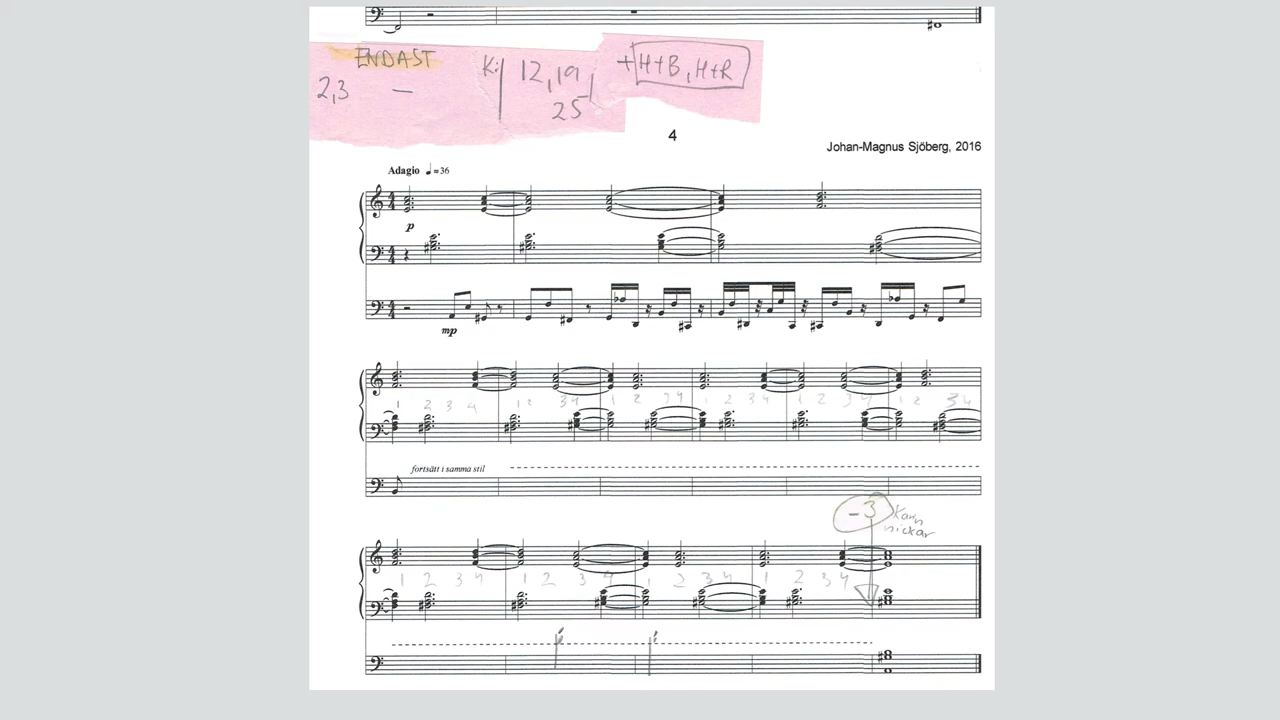 ENDAST
2,3 —
K: 12, 19,
25
+ H+B, H+R
4
Johan-Magnus Sjöberg, 2016
Adagio ♩=36
p
mp
1 2 3 4 1 2 3 4 1 2 3 4 1 2 3 4 1 2 3 4 1 2 3 4
fortsätt i samma stil
-3
Karin
nickar
1 2 3 4 1 2 3 4 1 2 3 4 1 2 3 4